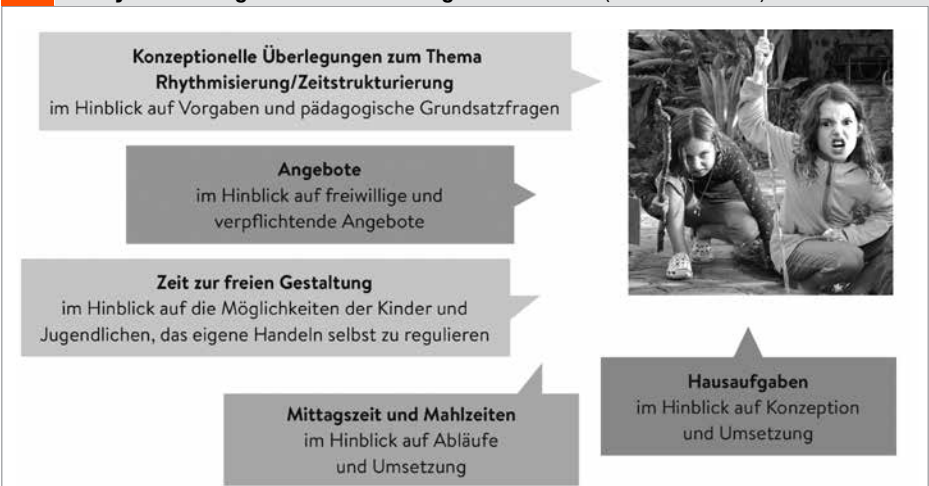 Konzeptionelle Überlegungen zum Thema
Rhythmisierung/Zeitstrukturierung
im Hinblick auf Vorgaben und pädagogische Grundsatzfragen
Angebote
im Hinblick auf freiwillige und
verpflichtende Angebote
Zeit zur freien Gestaltung
im Hinblick auf die Möglichkeiten der Kinder und
Jugendlichen, das eigene Handeln selbst zu regulieren
Mittagszeit und Mahlzeiten
im Hinblick auf Abläufe
und Umsetzung
Hausaufgaben
im Hinblick auf Konzeption
und Umsetzung